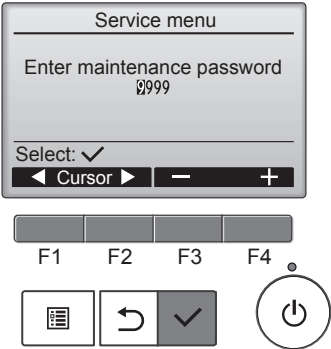 Service menu
Enter maintenance password
9999
Select: ✓
◀ Cursor ▶ − +
F1 F2 F3 F4